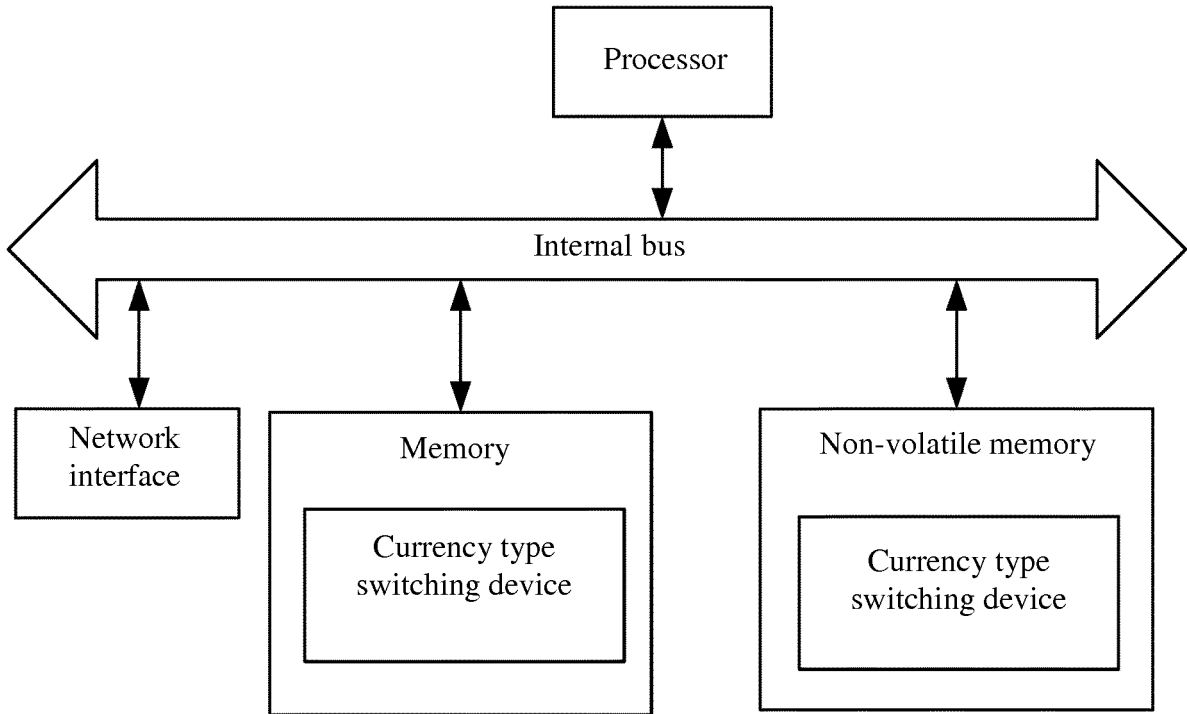 Processor
Internal bus
Network
interface
Memory
Currency type
switching device
Non-volatile memory
Currency type
switching device